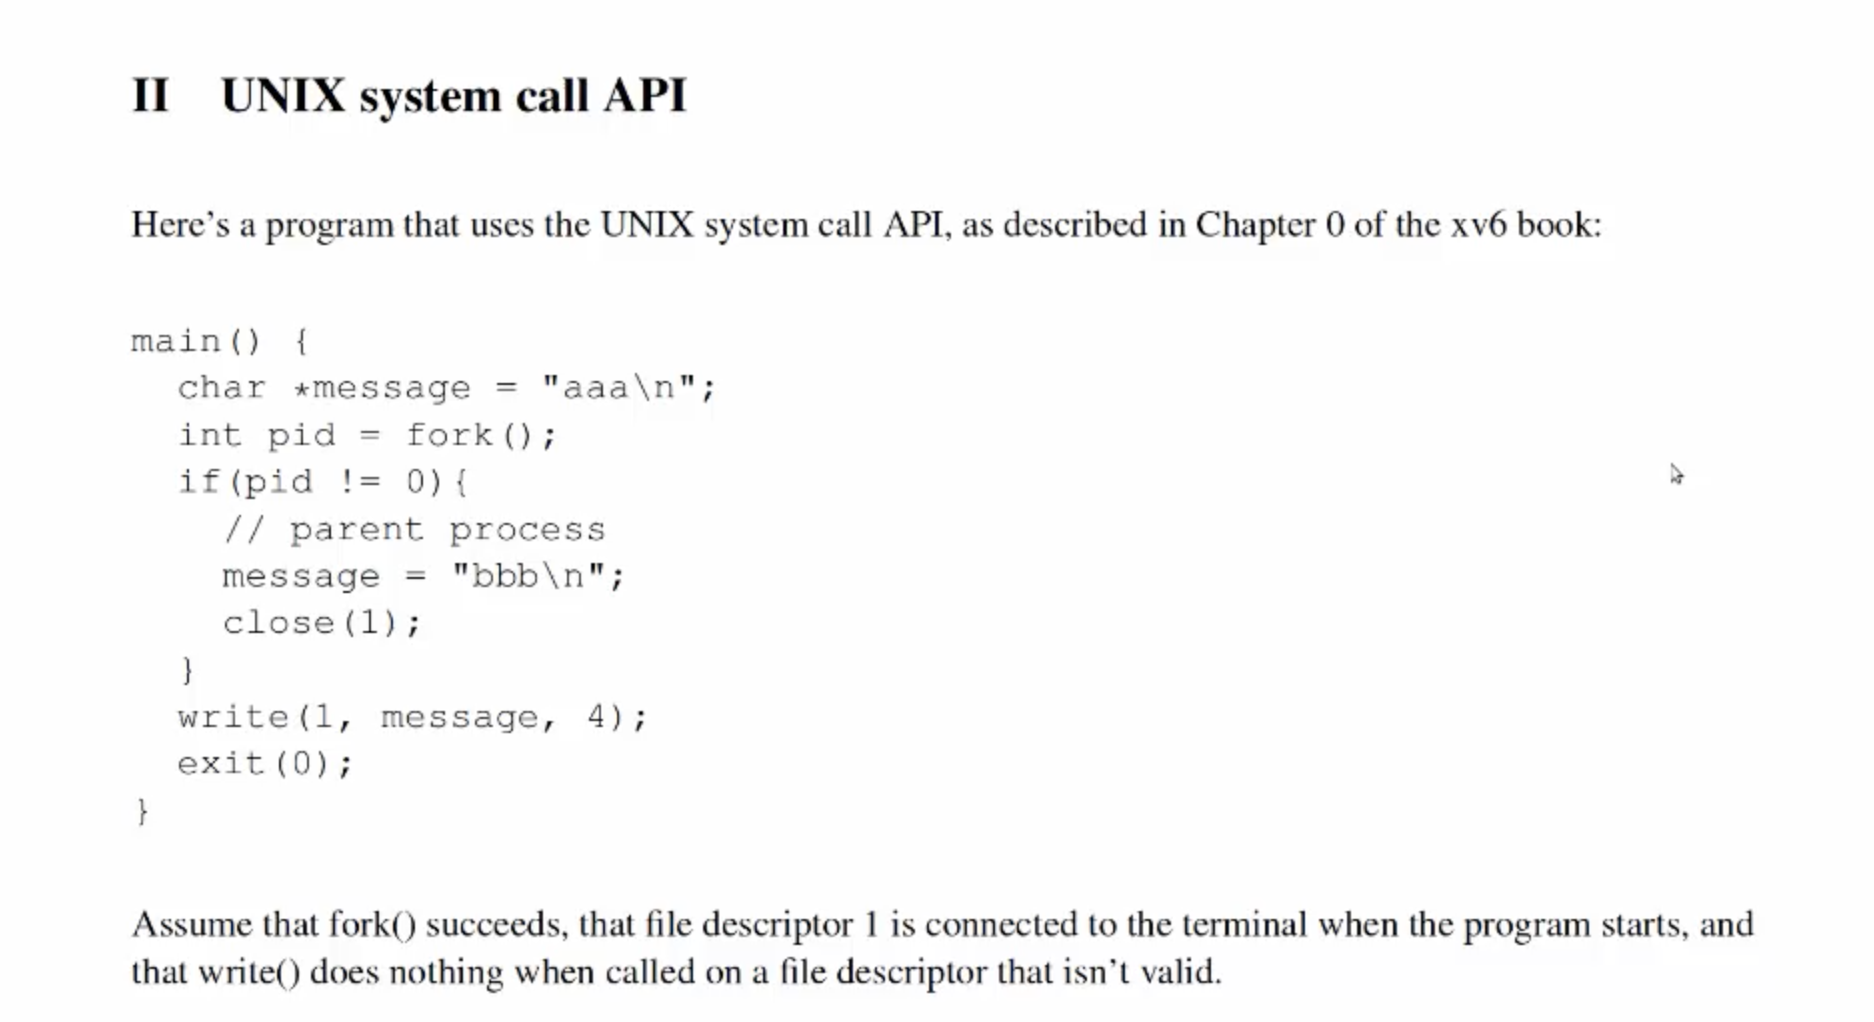 II UNIX system call API
Here's a program that uses the UNIX system call API, as described in Chapter 0 of the xv6 book:
main() {
  char *message = "aaa\n";
  int pid = fork();
  if(pid != 0){
    // parent process
    message = "bbb\n";
    close(1);
  }
  write(1, message, 4);
  exit(0);
}
Assume that fork() succeeds, that file descriptor 1 is connected to the terminal when the program starts, and
that write() does nothing when called on a file descriptor that isn't valid.